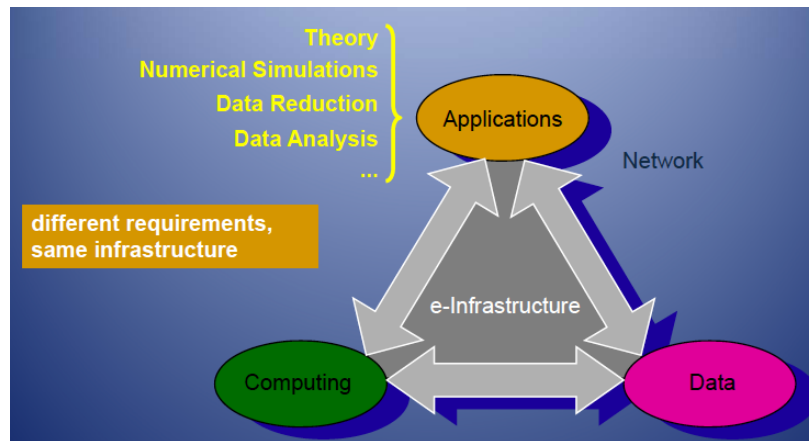 Theory
Numerical Simulations
Data Reduction
Data Analysis
...
Applications
Network
different requirements,
same infrastructure
e-Infrastructure
Computing
Data